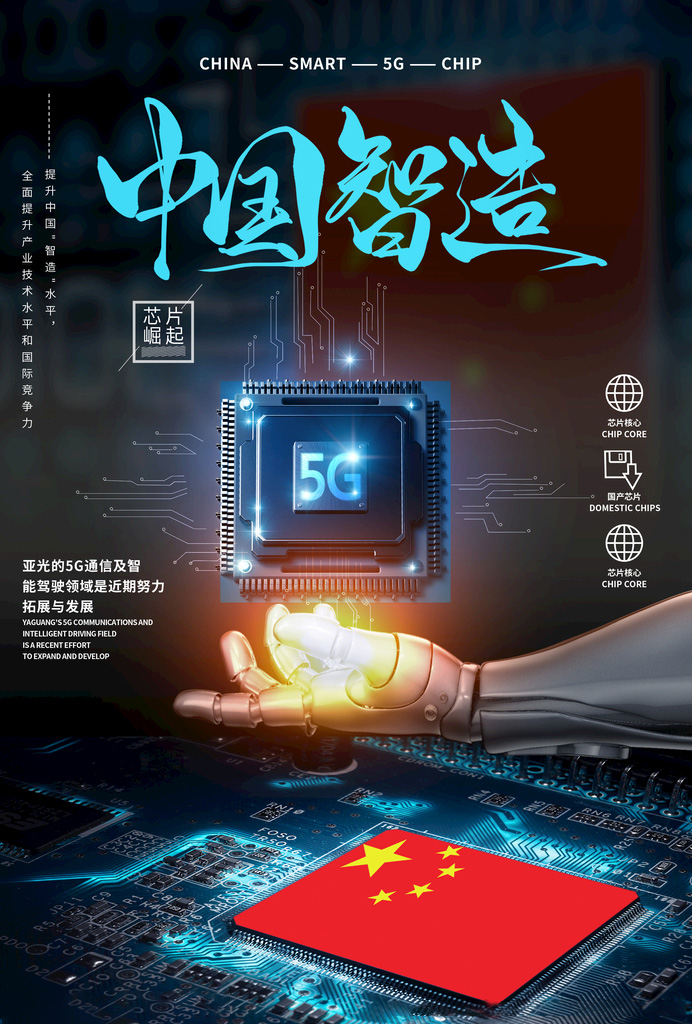 CHINA — SMART — 5G — CHIP
中国智造
提升中国"智造"水平，
全面提升产业技术水平和国际竞争力
芯片
崛起
5G
芯片核心
CHIP CORE
国产芯片
DOMESTIC CHIPS
芯片核心
CHIP CORE
亚光的5G通信及智
能驾驶领域是近期努力
拓展与发展
YAGUANG'S 5G COMMUNICATIONS AND
INTELLIGENT DRIVING FIELD
IS A RECENT EFFORT
TO EXPAND AND DEVELOP